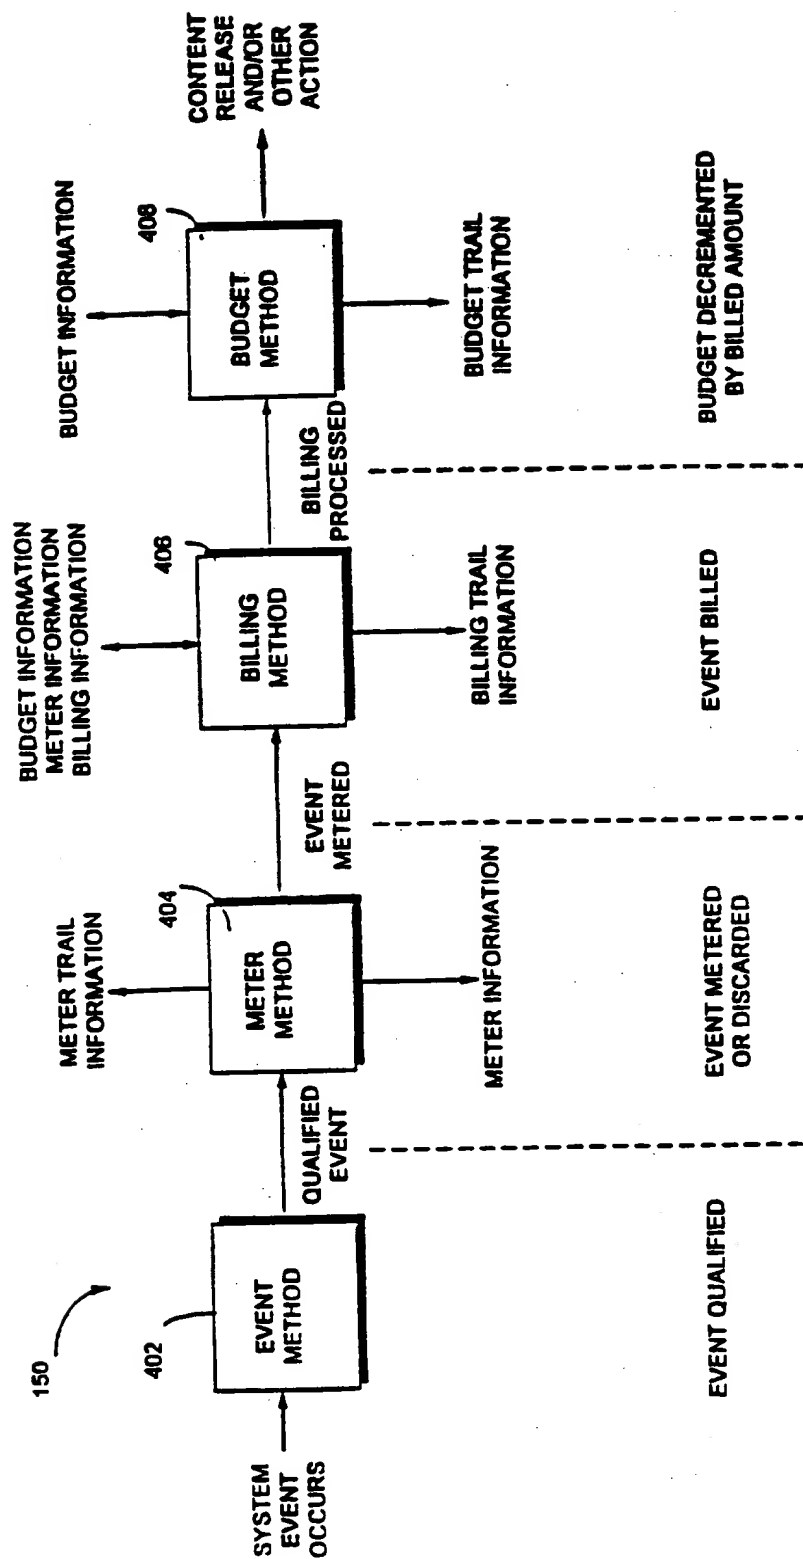 150
SYSTEM
EVENT
OCCURS
402
EVENT
METHOD
QUALIFIED
EVENT
METER TRAIL
INFORMATION
404
METER
METHOD
METER INFORMATION
EVENT
METERED
BUDGET INFORMATION
METER INFORMATION
BILLING INFORMATION
406
BILLING
METHOD
BILLING TRAIL
INFORMATION
BILLING
PROCESSED
BUDGET INFORMATION
408
BUDGET
METHOD
BUDGET TRAIL
INFORMATION
CONTENT
RELEASE
AND/OR
OTHER
ACTION
EVENT QUALIFIED
EVENT METERED
OR DISCARDED
EVENT BILLED
BUDGET DECREMENTED
BY BILLED AMOUNT